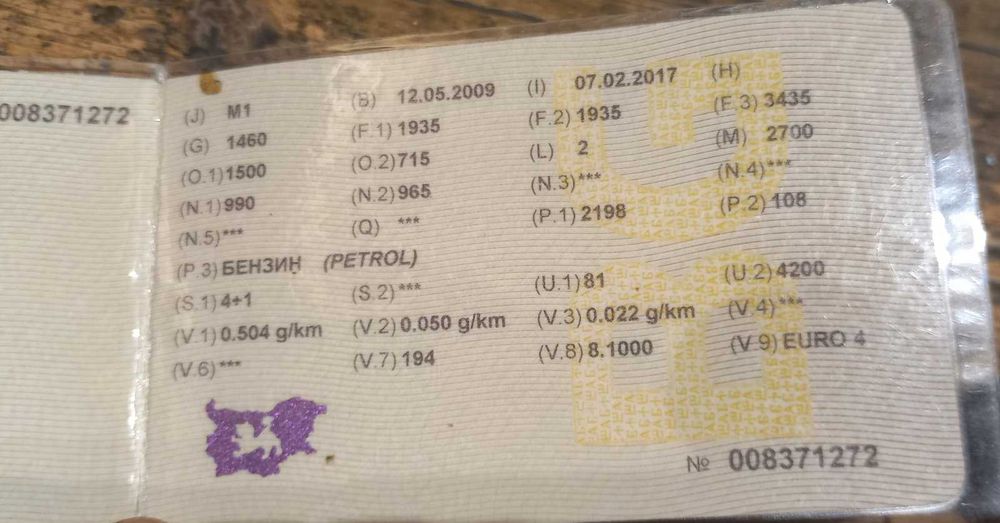 008371272
(J) M1 (B) 12.05.2009 (I) 07.02.2017 (H)
(G) 1460 (F.1) 1935 (F.2) 1935 (F.3) 3435
(O.1) 1500 (O.2) 715 (L) 2 (M) 2700
(N.1) 990 (N.2) 965 (N.3) *** (N.4) ***
(N.5) *** (Q) *** (P.1) 2198 (P.2) 108
(P.3) БЕНЗИН (PETROL) (U.1) 81 (U.2) 4200
(S.1) 4+1 (S.2) *** (V.3) 0.022 g/km (V.4) ***
(V.1) 0.504 g/km (V.2) 0.050 g/km (V.8) 8.1000 (V 9) EURO 4
(V.6) *** (V.7) 194
№ 008371272